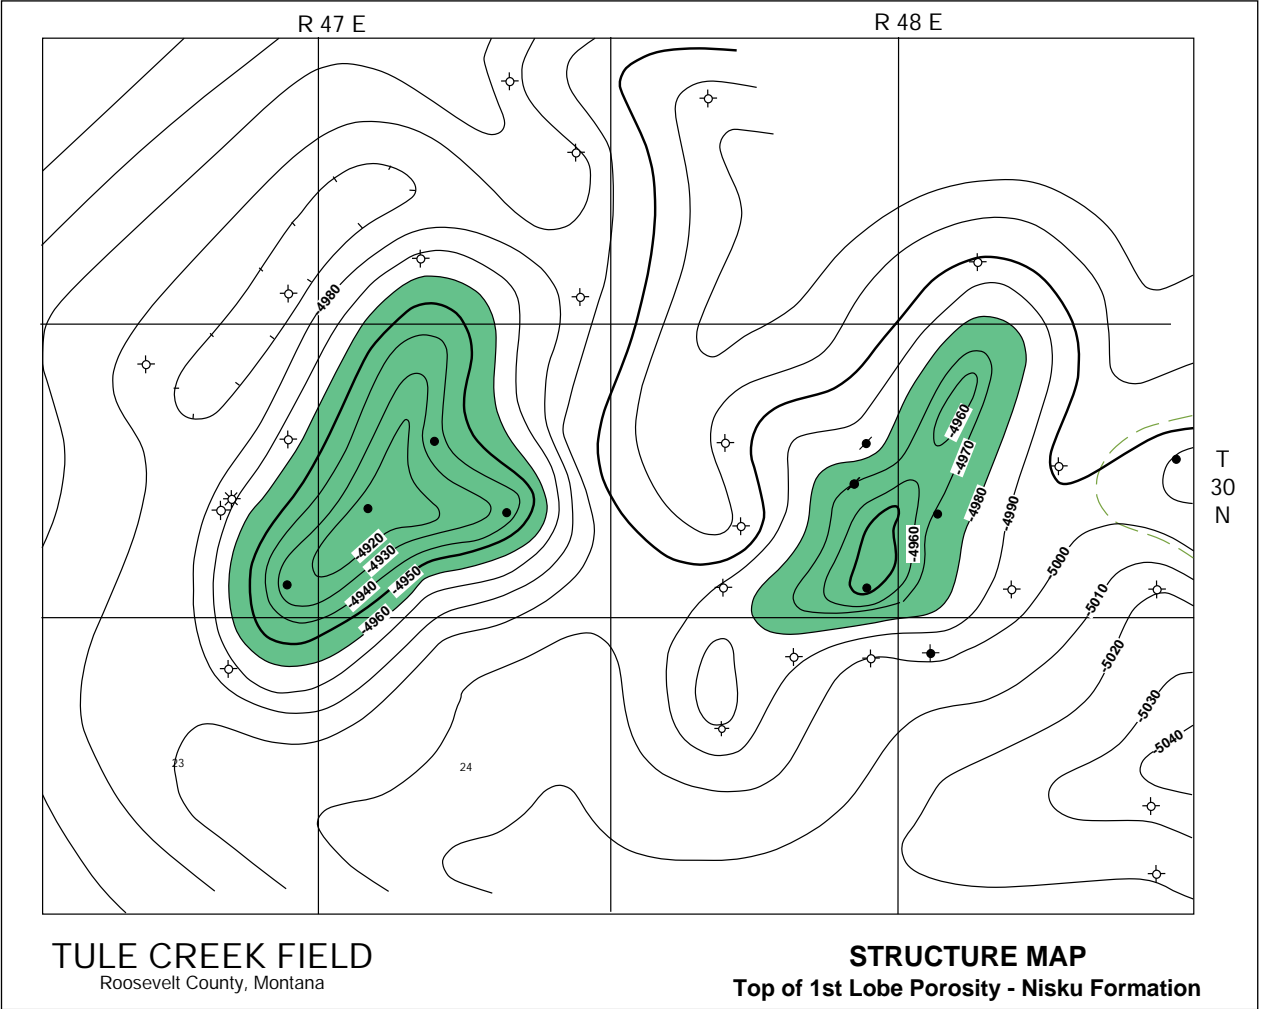 R 47 E
R 48 E
-4980
-4960
-4970
-4980
-4990
-4960
-5000
-5010
-5020
-5030
-5040
T
30
N
-4920
-4930
-4940
-4950
-4960
23
24
TULE CREEK FIELD
Roosevelt County, Montana
STRUCTURE MAP
Top of 1st Lobe Porosity - Nisku Formation